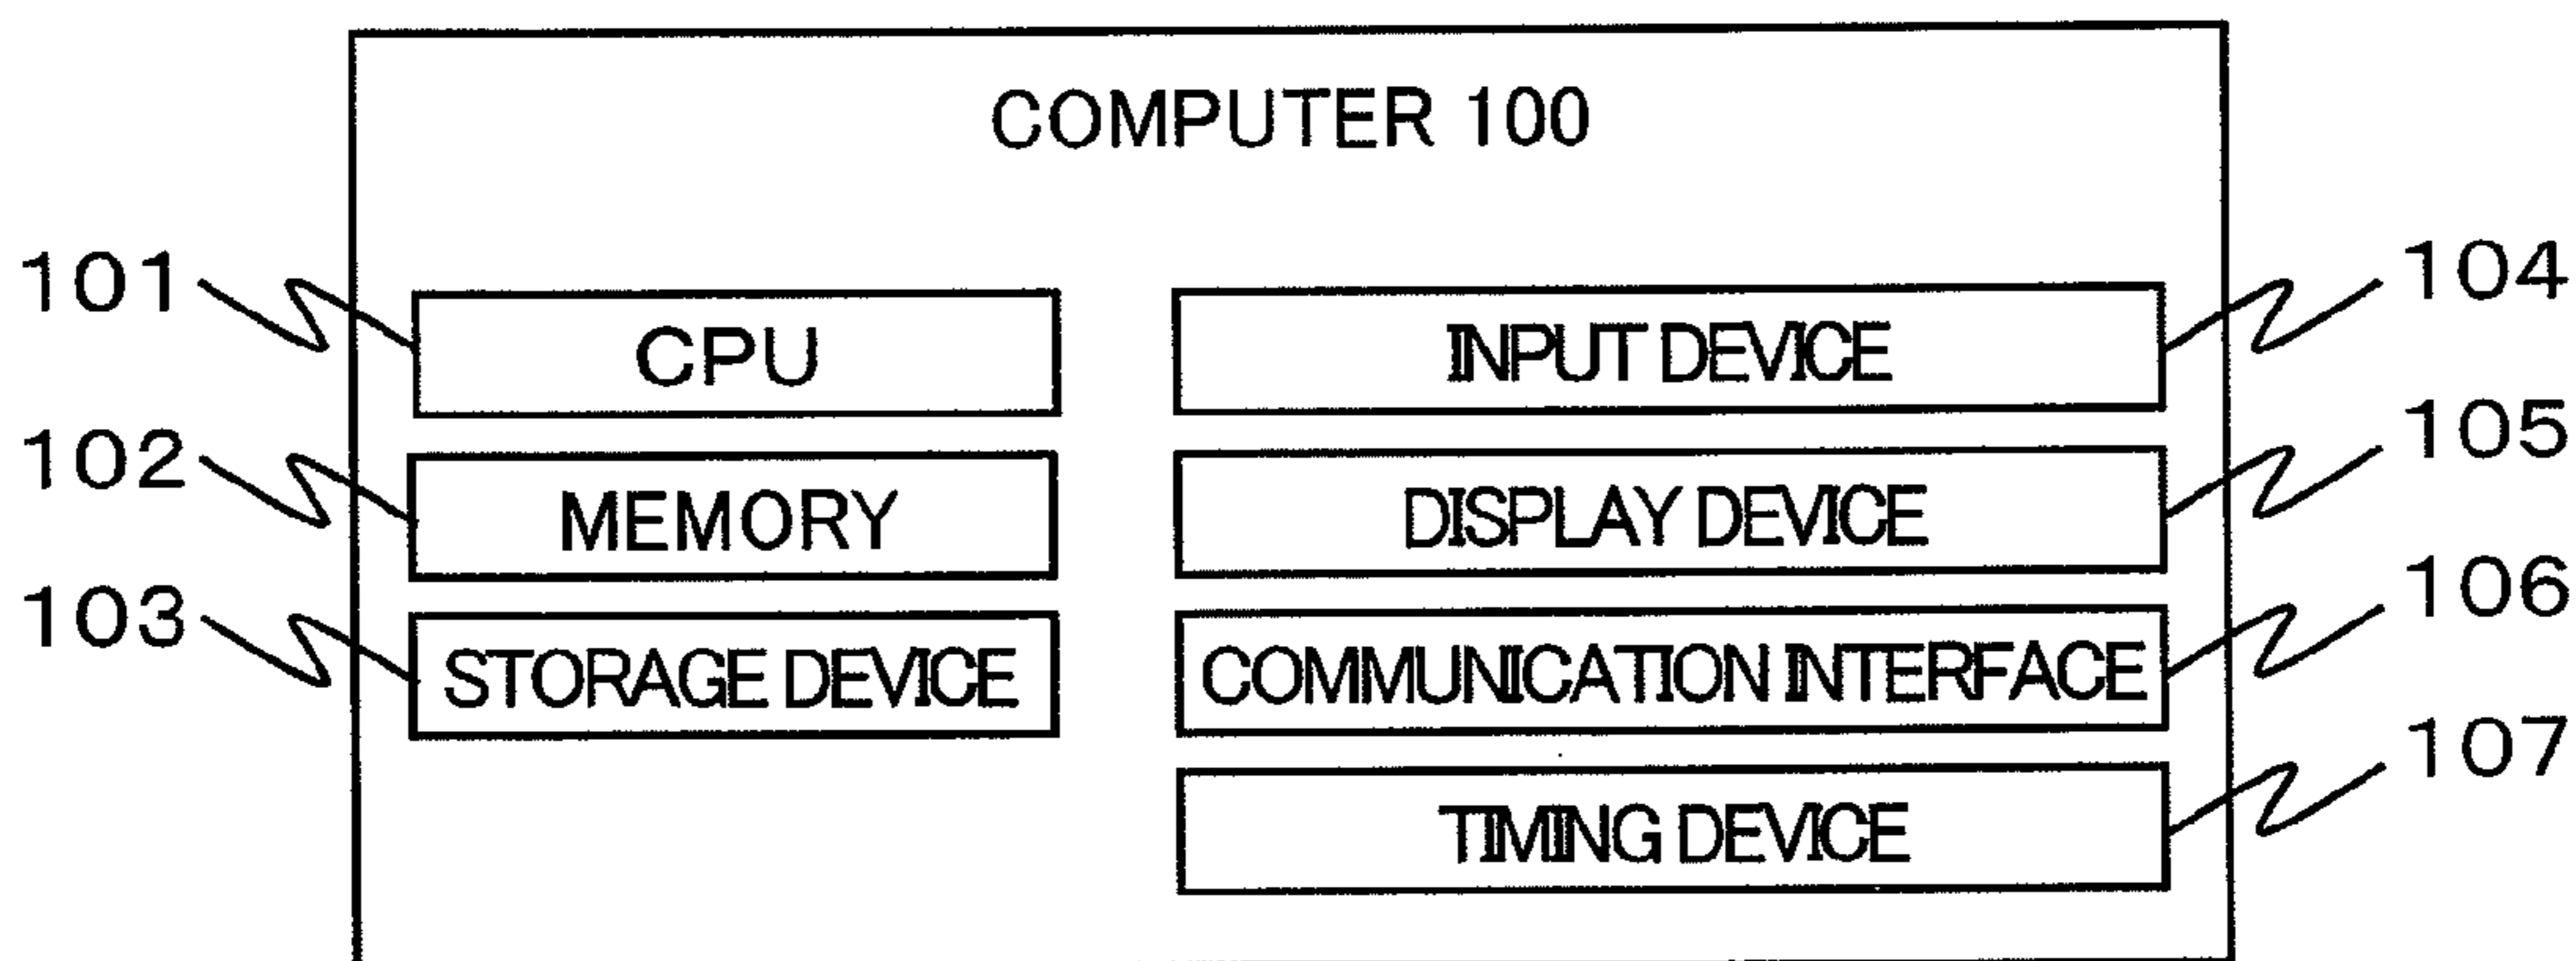 COMPUTER 100
101 CPU INPUT DEVICE 104
102 MEMORY DISPLAY DEVICE 105
103 STORAGE DEVICE COMMUNICATION INTERFACE 106
TIMING DEVICE 107